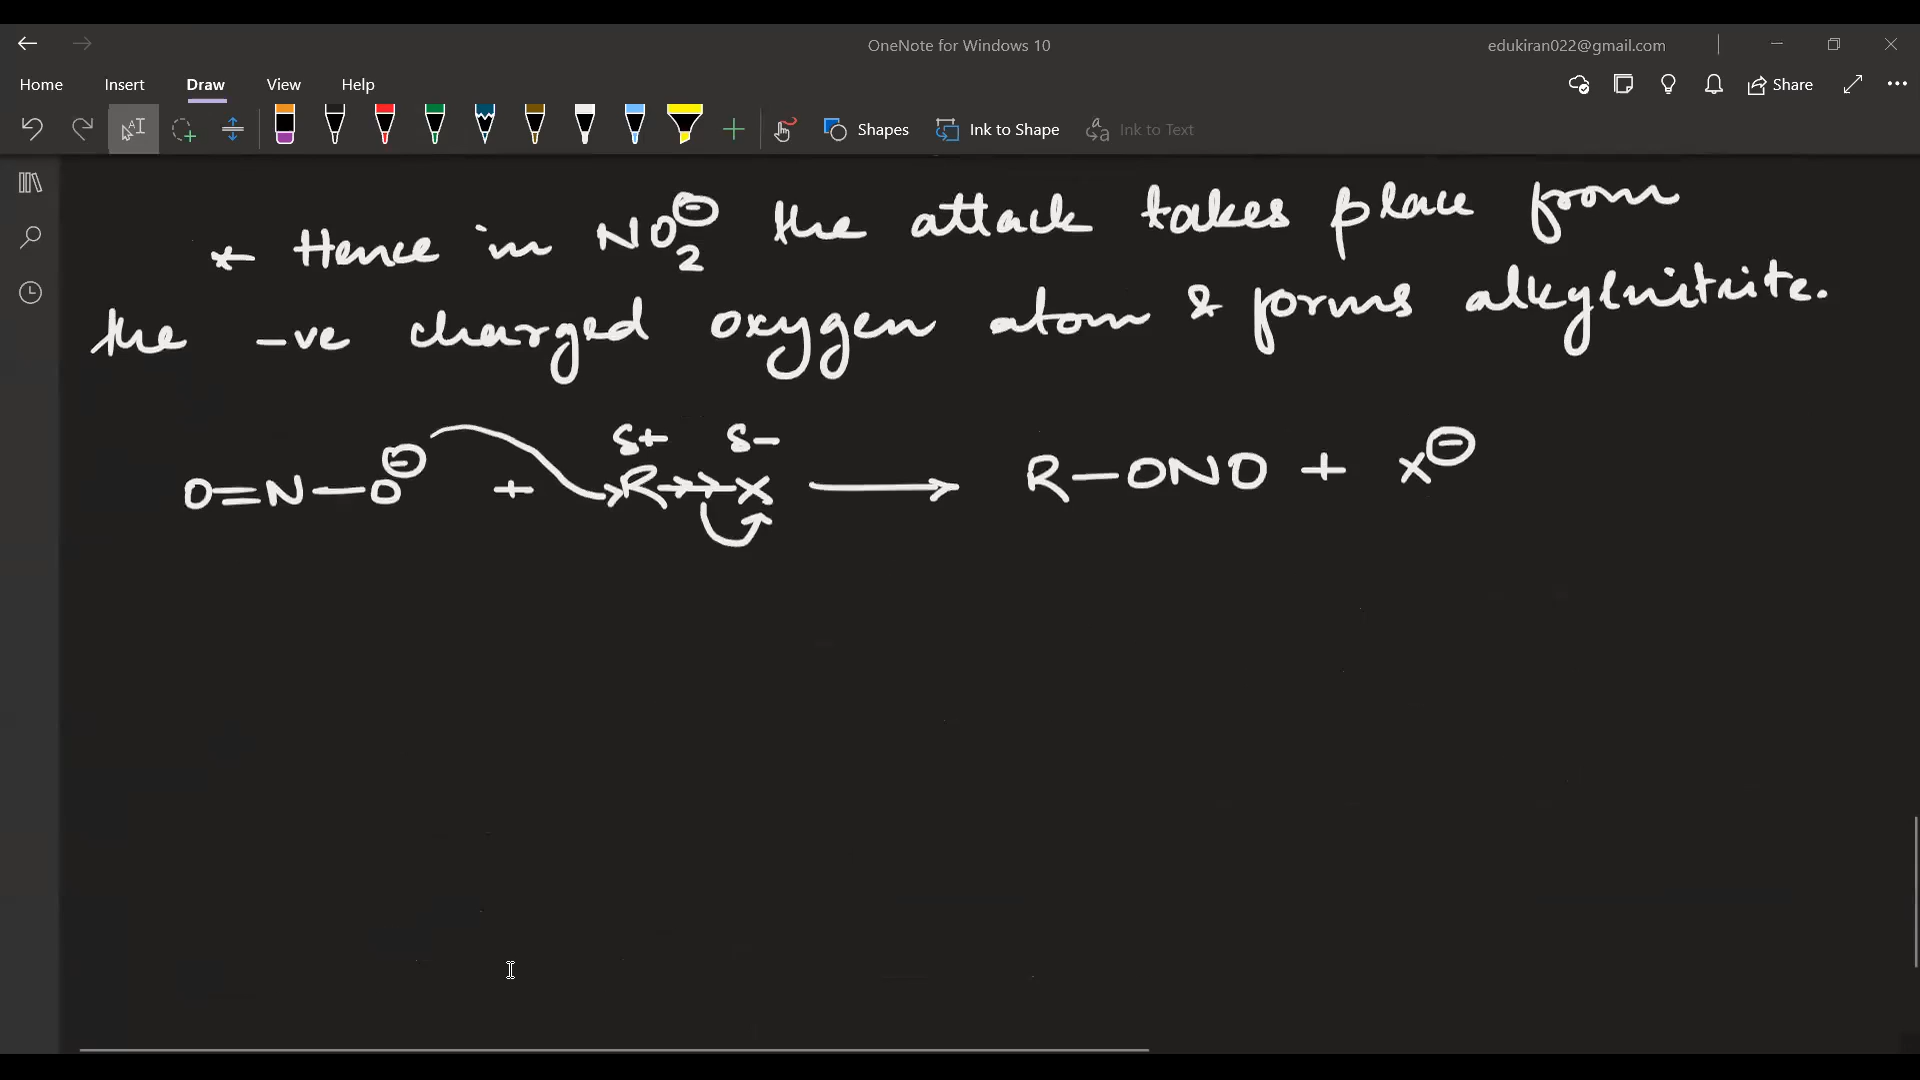 OneNote for Windows 10
edukiran022@gmail.com
Home Insert Draw View Help
Share
Shapes Ink to Shape Ink to Text
* Hence in NO₂⊖ the attack takes place from
the -ve charged oxygen atom & forms alkylnitrite.
δ+ δ-
O=N-O⊖ + R→→X ⟶ R-ONO + X⊖